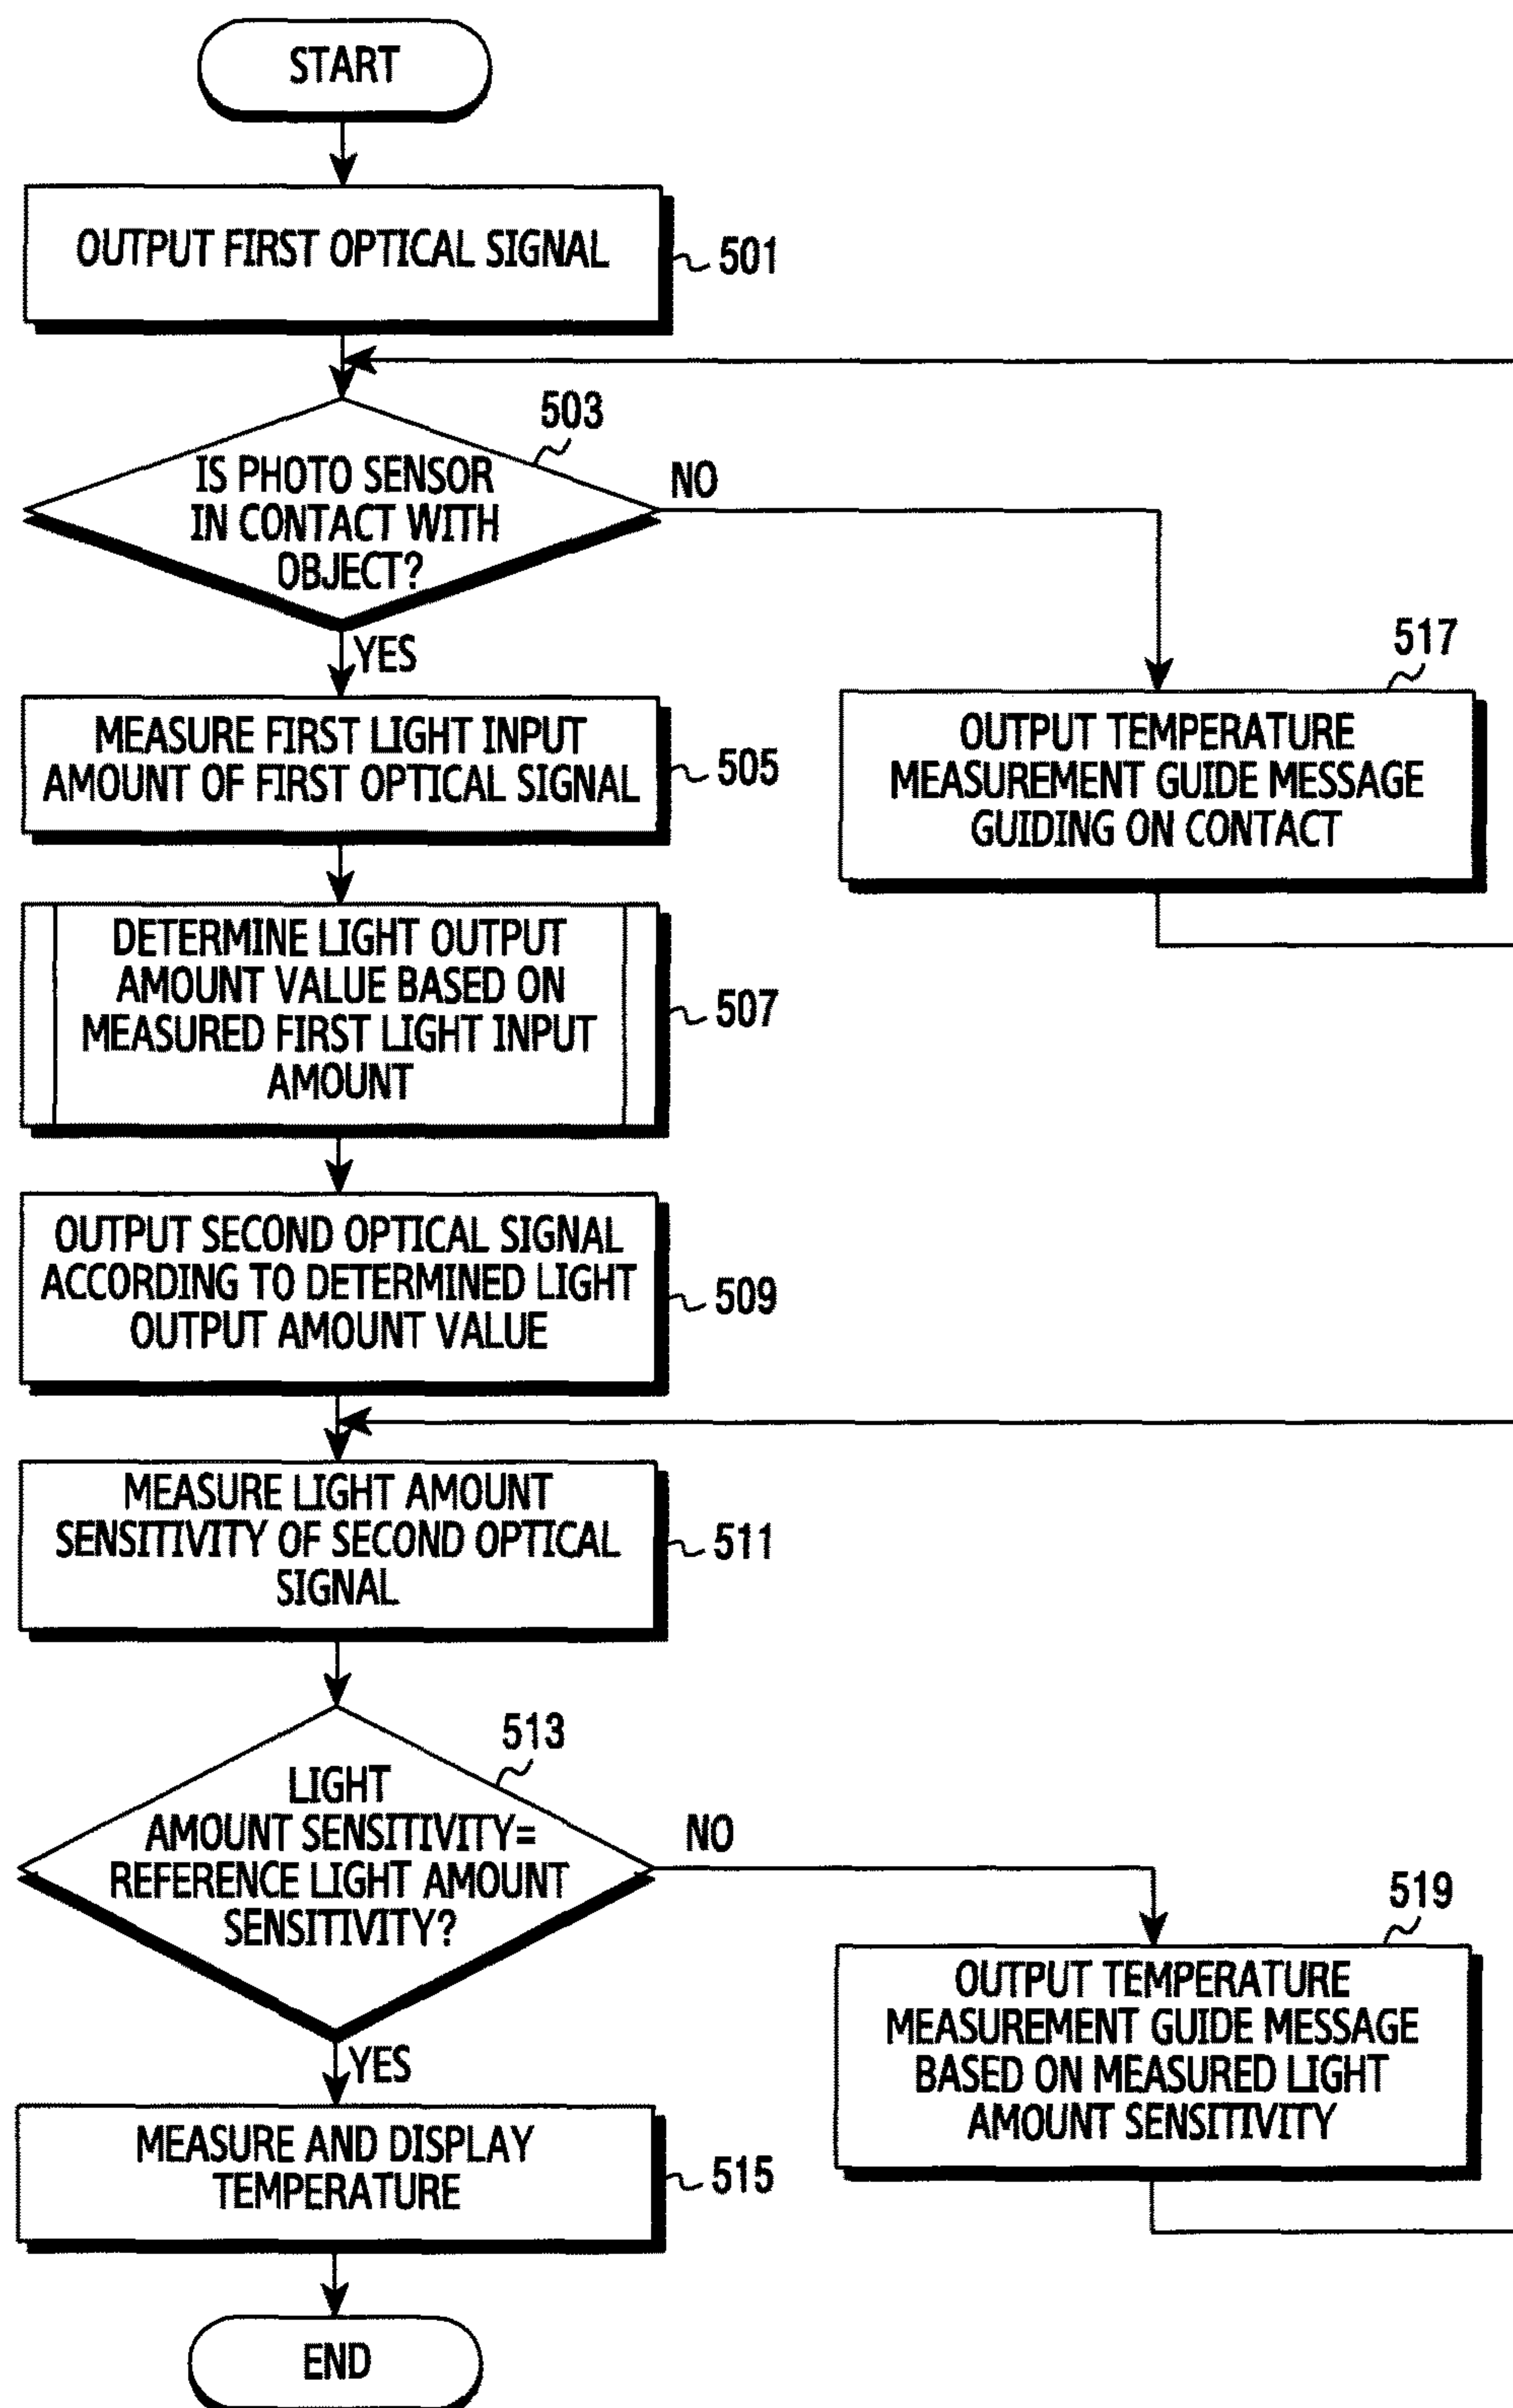 START
OUTPUT FIRST OPTICAL SIGNAL
501
503
IS PHOTO SENSOR
IN CONTACT WITH
OBJECT?
NO
YES
517
OUTPUT TEMPERATURE
MEASUREMENT GUIDE MESSAGE
GUIDING ON CONTACT
MEASURE FIRST LIGHT INPUT
AMOUNT OF FIRST OPTICAL SIGNAL
505
DETERMINE LIGHT OUTPUT
AMOUNT VALUE BASED ON
MEASURED FIRST LIGHT INPUT
AMOUNT
507
OUTPUT SECOND OPTICAL SIGNAL
ACCORDING TO DETERMINED LIGHT
OUTPUT AMOUNT VALUE
509
MEASURE LIGHT AMOUNT
SENSITIVITY OF SECOND OPTICAL
SIGNAL
511
513
LIGHT
AMOUNT SENSITIVITY=
REFERENCE LIGHT AMOUNT
SENSITIVITY?
NO
YES
519
OUTPUT TEMPERATURE
MEASUREMENT GUIDE MESSAGE
BASED ON MEASURED LIGHT
AMOUNT SENSITIVITY
MEASURE AND DISPLAY
TEMPERATURE
515
END